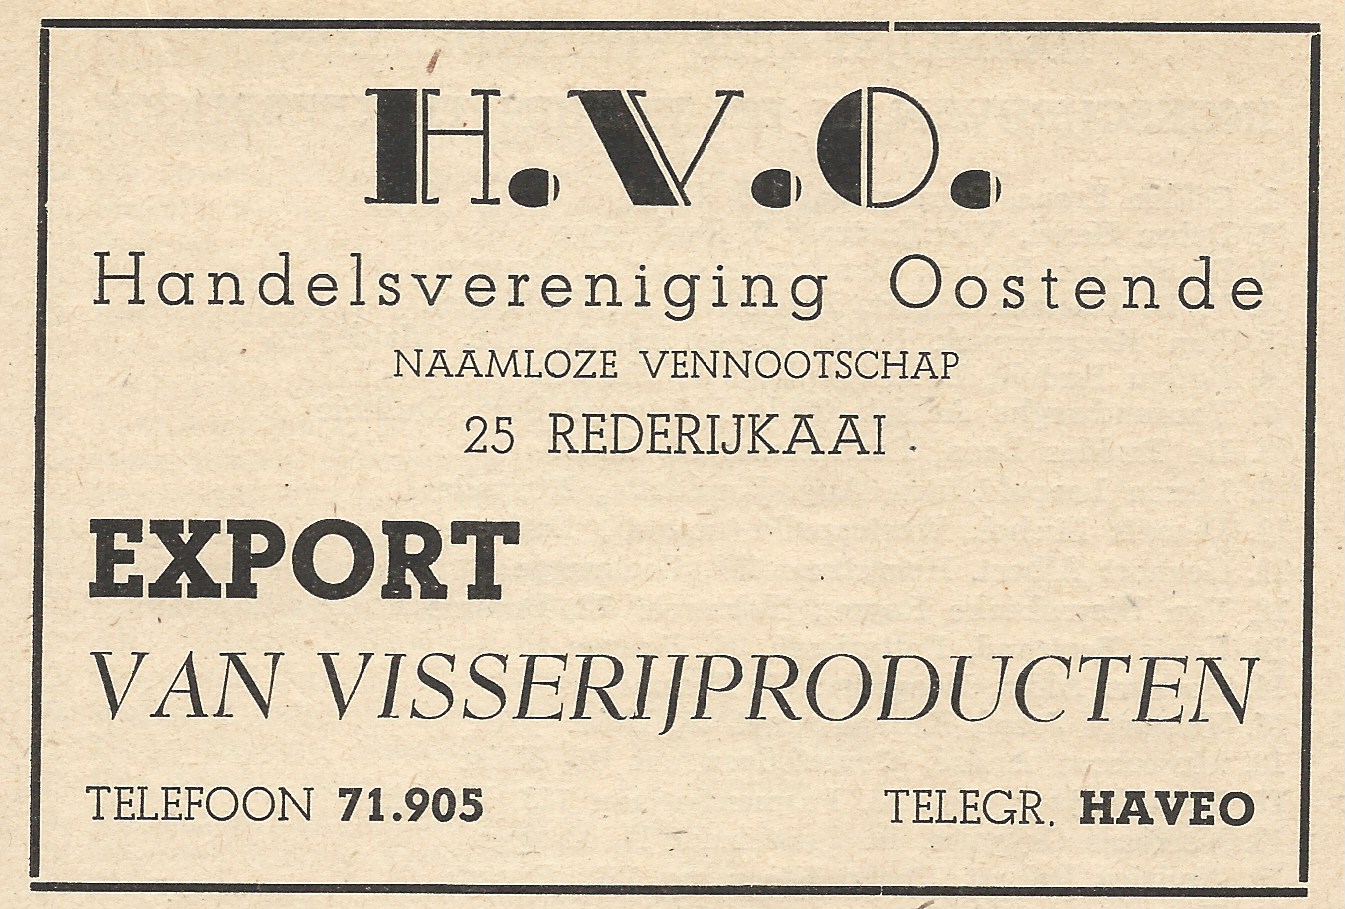 H.V.O.
Handelsvereniging Oostende
NAAMLOZE VENNOOTSCHAP
25 REDERIJKAAI .
EXPORT
VAN VISSERIJPRODUCTEN
TELEFOON 71.905 TELEGR. HAVEO